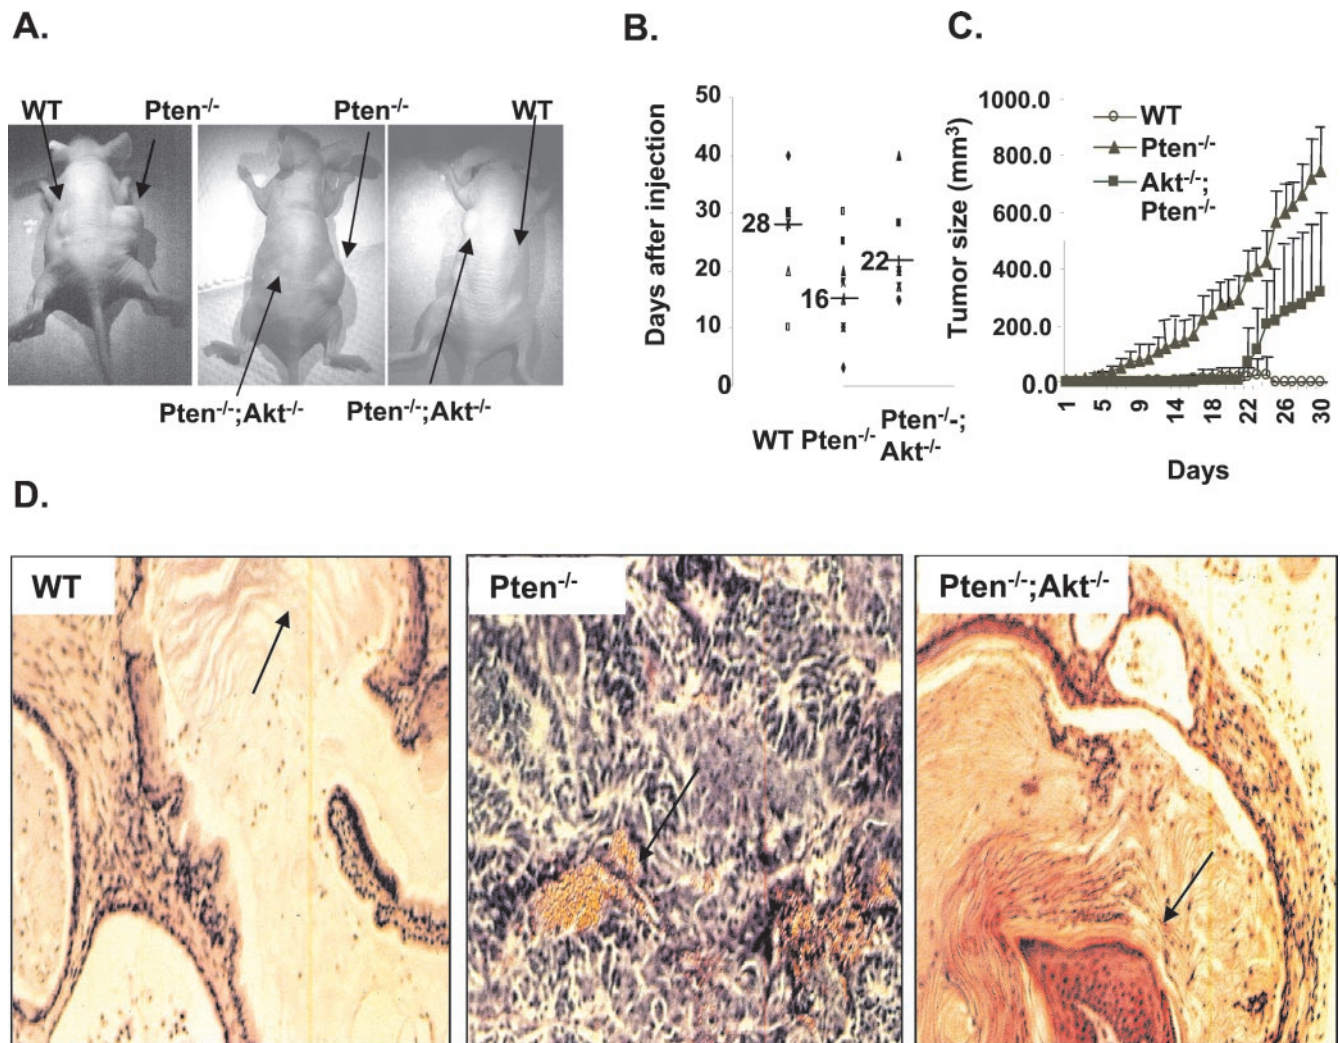 A.
WT Pten-/- Pten-/- WT
Pten-/-;Akt-/- Pten-/-;Akt-/-
B.
Days after injection
50
40
30
20
10
0
28
16
22
WT Pten-/- Pten-/-;
Akt-/-
C.
Tumor size (mm3)
1000.0
800.0
600.0
400.0
200.0
0.0
WT
Pten-/-
Akt-/-;
Pten-/-
1 5 9 14 18 22 26 30
Days
D.
WT
Pten-/-
Pten-/-;Akt-/-